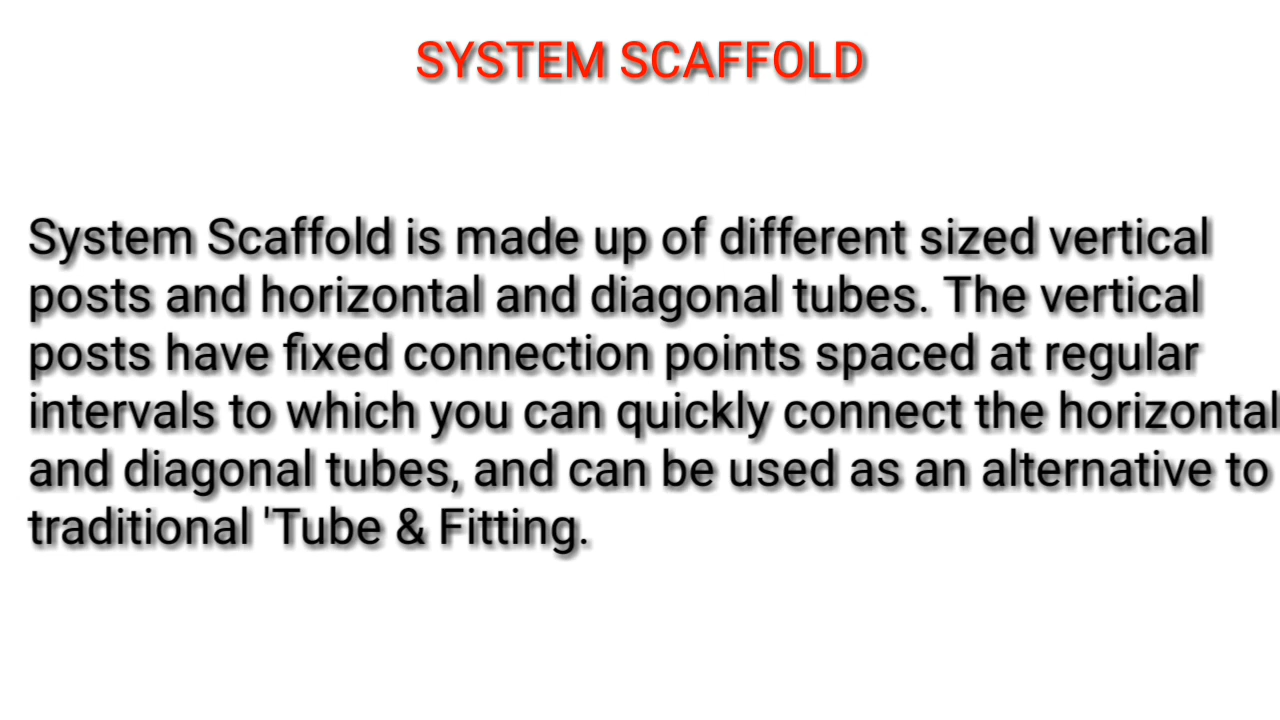 SYSTEM SCAFFOLD
System Scaffold is made up of different sized vertical
posts and horizontal and diagonal tubes. The vertical
posts have fixed connection points spaced at regular
intervals to which you can quickly connect the horizontal
and diagonal tubes, and can be used as an alternative to
traditional 'Tube & Fitting.